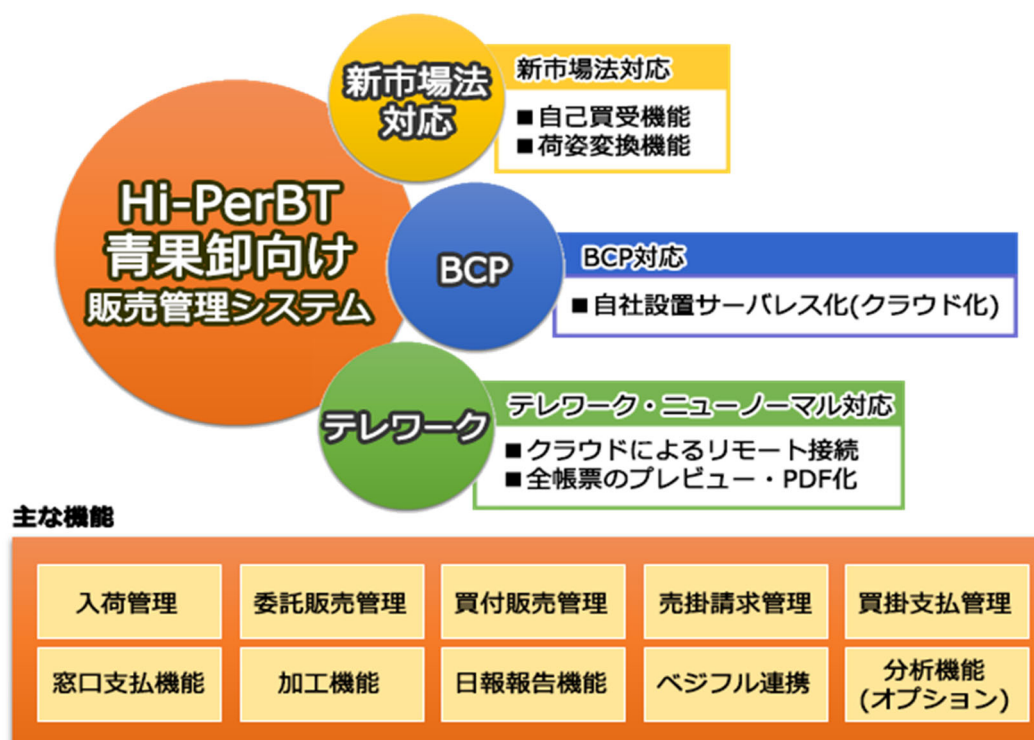 新市場法
対応
新市場法対応
■自己買受機能
■荷姿変換機能
Hi-PerBT
青果卸向け
販売管理システム
BCP
BCP対応
■自社設置サーバレス化(クラウド化)
テレワーク
テレワーク・ニューノーマル対応
■クラウドによるリモート接続
■全帳票のプレビュー・PDF化
主な機能
入荷管理
委託販売管理
買付販売管理
売掛請求管理
買掛支払管理
窓口支払機能
加工機能
日報報告機能
ベジフル連携
分析機能
(オプション)